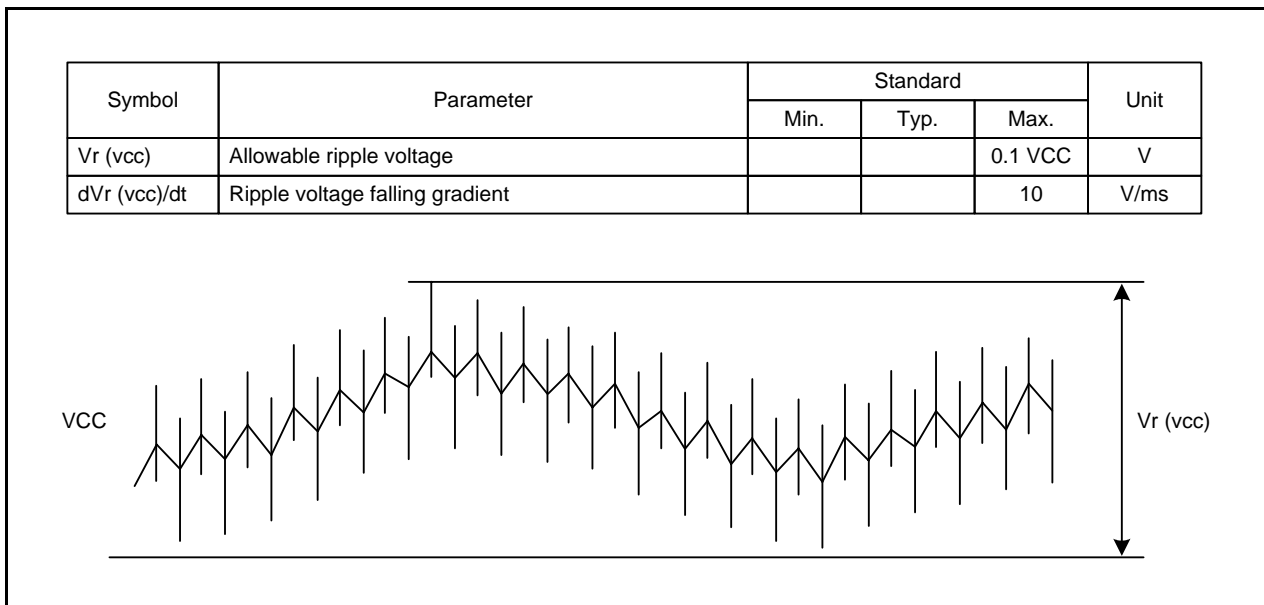 Symbol Parameter Standard Unit
Min. Typ. Max.
Vr (vcc) Allowable ripple voltage 0.1 VCC V
dVr (vcc)/dt Ripple voltage falling gradient 10 V/ms
VCC
Vr (vcc)